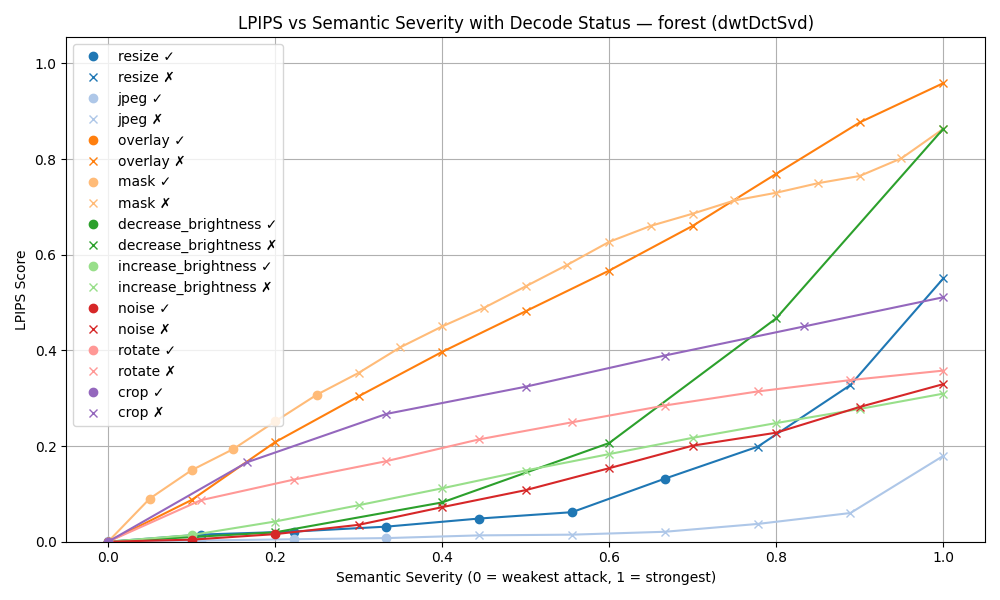 LPIPS vs Semantic Severity with Decode Status — forest (dwtDctSvd)
1.0
0.8
0.6
0.4
0.2
0.0
LPIPS Score
resize ✓
resize ✗
jpeg ✓
jpeg ✗
overlay ✓
overlay ✗
mask ✓
mask ✗
decrease_brightness ✓
decrease_brightness ✗
increase_brightness ✓
increase_brightness ✗
noise ✓
noise ✗
rotate ✓
rotate ✗
crop ✓
crop ✗
0.0 0.2 0.4 0.6 0.8 1.0
Semantic Severity (0 = weakest attack, 1 = strongest)